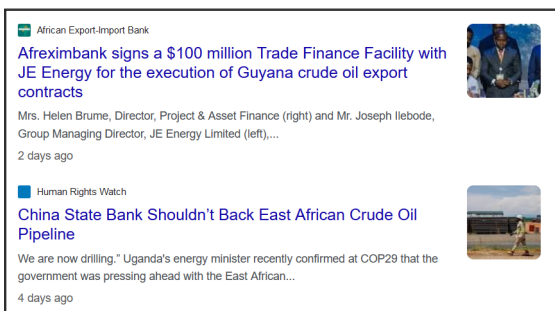 African Export-Import Bank
Afreximbank signs a $100 million Trade Finance Facility with
JE Energy for the execution of Guyana crude oil export
contracts
Mrs. Helen Brume, Director, Project & Asset Finance (right) and Mr. Joseph Ilebode,
Group Managing Director, JE Energy Limited (left),...
2 days ago
Human Rights Watch
China State Bank Shouldn’t Back East African Crude Oil
Pipeline
We are now drilling.” Uganda's energy minister recently confirmed at COP29 that the
government was pressing ahead with the East African...
4 days ago